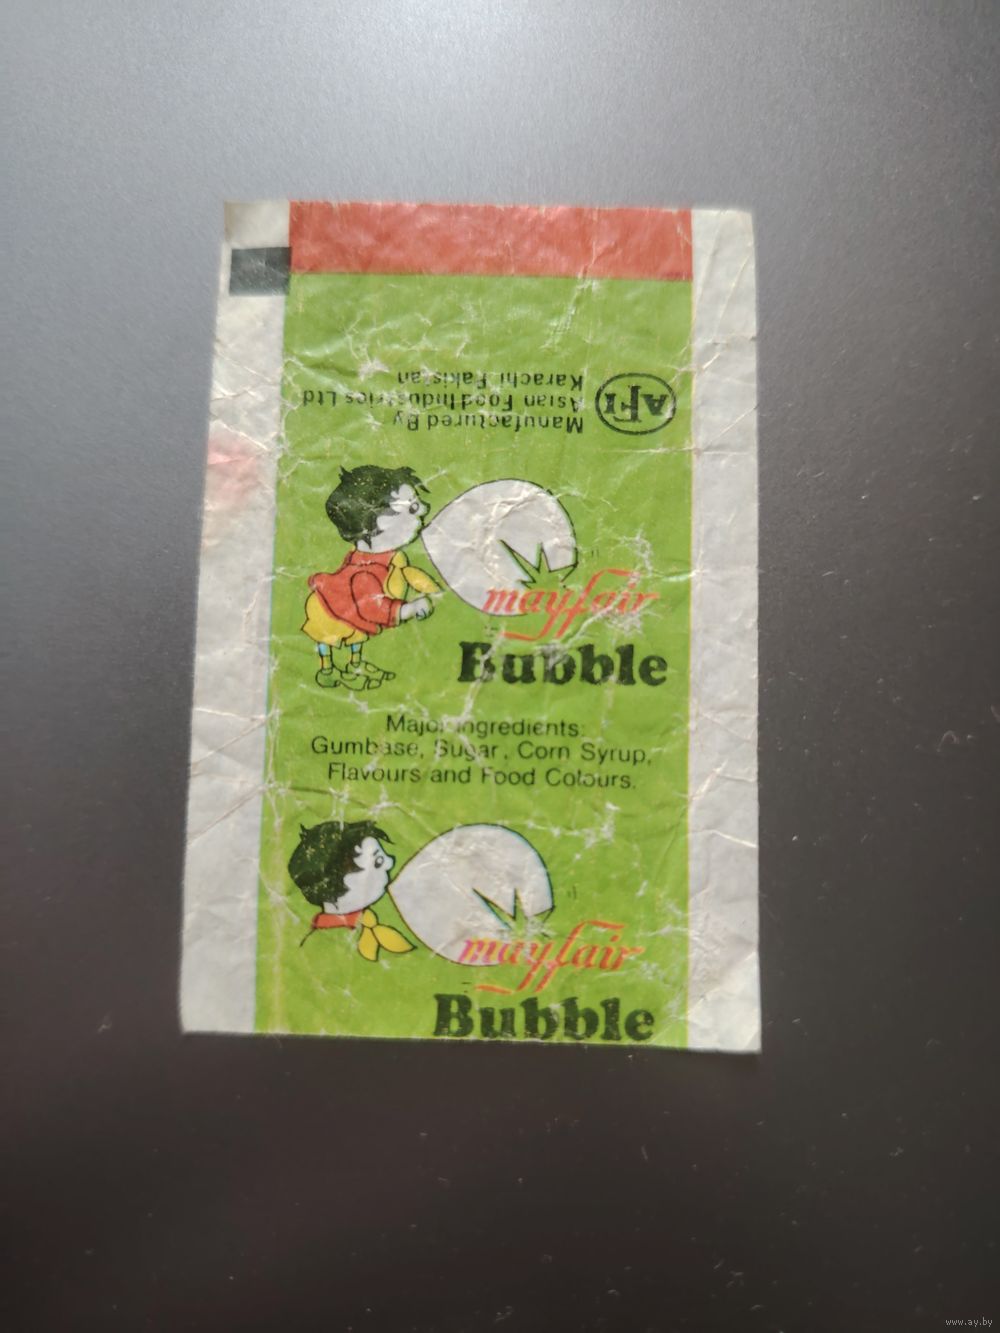 Manufactured By
Asian Food Industries Ltd
Karachi Pakistan
AFI
mayfair
Bubble
Major Ingredients:
Gumbase, Sugar, Corn Syrup,
Flavours and Food Colours.
mayfair
Bubble
www.ay.by